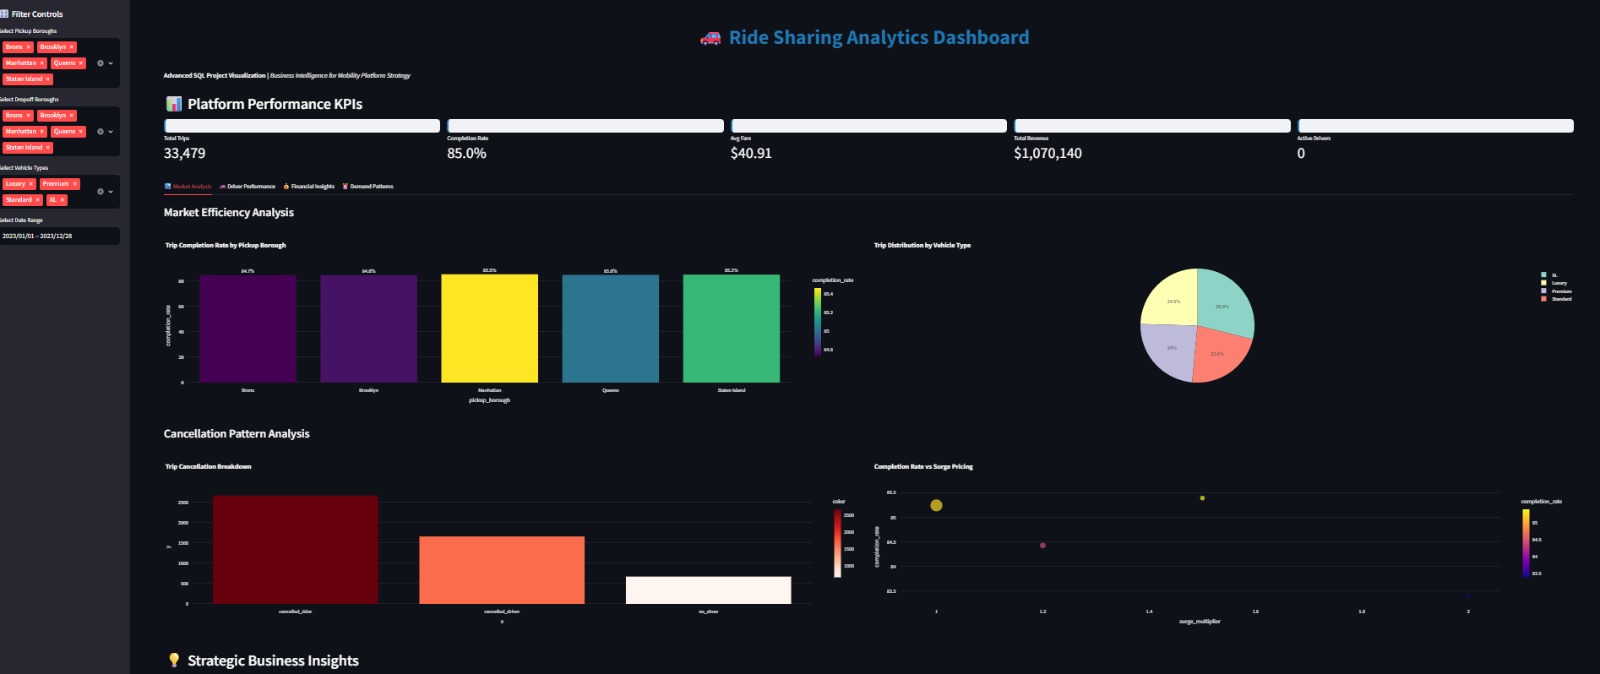 Filter Controls
Select Pickup Boroughs
Bronx × Brooklyn ×
Manhattan × Queens ×
Staten Island ×
Select Dropoff Boroughs
Bronx × Brooklyn ×
Manhattan × Queens ×
Staten Island ×
Select Vehicle Types
Luxury × Premium ×
Standard × XL ×
Select Date Range
2023/01/01 – 2023/12/28
Ride Sharing Analytics Dashboard
Advanced SQL Project Visualization | Business Intelligence for Mobility Platform Strategy
Platform Performance KPIs
Total Trips
33,479
Completion Rate
85.0%
Avg Fare
$40.91
Total Revenue
$1,070,140
Active Drivers
0
Market Analysis Driver Performance Financial Insights Demand Patterns
Market Efficiency Analysis
Trip Completion Rate by Pickup Borough
84.7% 84.8% 85.5% 85.0% 85.2%
80
60
40
20
0
completion_rate
Bronx Brooklyn Manhattan Queens Staten Island
pickup_borough
completion_rate
85.4
85.2
85
84.8
Trip Distribution by Vehicle Type
24.5%
24%
XL
Luxury
Premium
Standard
Cancellation Pattern Analysis
Trip Cancellation Breakdown
2500
2000
1500
1000
500
0
y
cancelled_rider cancelled_driver no_show
x
color
2500
2000
1500
1000
Completion Rate vs Surge Pricing
85.5
85
84.5
84
83.5
completion_rate
1 1.2 1.4 1.6 1.8 2
surge_multiplier
completion_rate
85
84.5
84
83.5
Strategic Business Insights